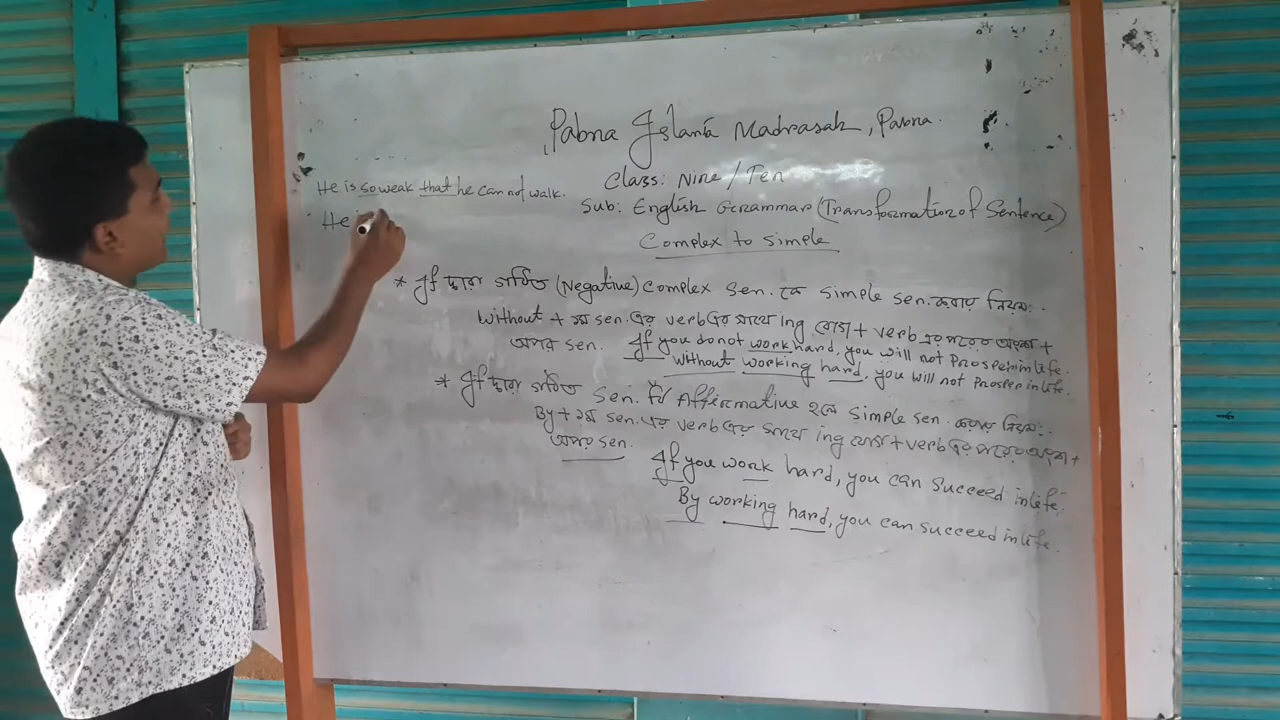 Pabna Islamia Madrasah, Pabna.
Class: Nine / Ten
Sub: English Grammar (Transformation of Sentence)
Complex to simple
He is so weak that he can not walk.
He
* If দ্বারা গঠিত (Negative) Complex Sen. কে simple sen. করার নিয়ম:
Without + ১ম sen. এর verb এর সাথে ing যোগ + verb এর পরের অংশ +
অপর sen. If you do not work hard, you will not prosper in life.
Without working hard, you will not prosper in life.
* If দ্বারা গঠিত Sen. টি Affirmative হলে simple sen. করার নিয়ম:
By + ১ম sen. এর verb এর সাথে ing যোগ + verb এর পরের অংশ +
অপর sen.
If you work hard, you can succeed in life.
By working hard, you can succeed in life.